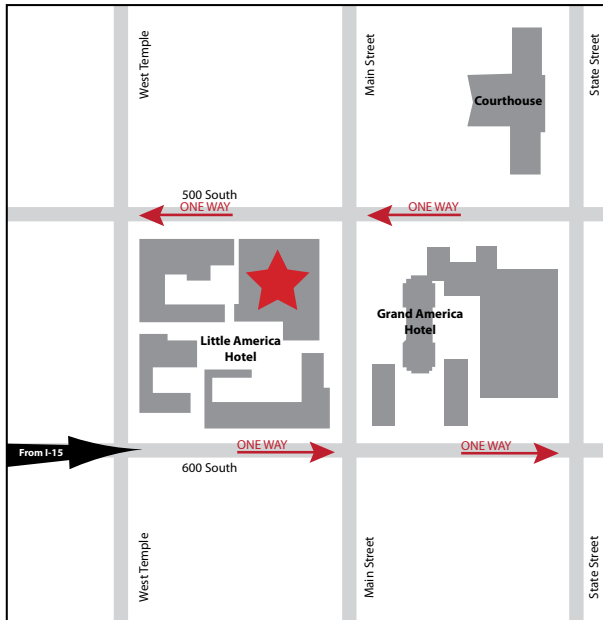 West Temple
Main Street
State Street
Courthouse
500 South
ONE WAY
ONE WAY
Little America
Hotel
Grand America
Hotel
From I-15
ONE WAY
ONE WAY
600 South
West Temple
Main Street
State Street